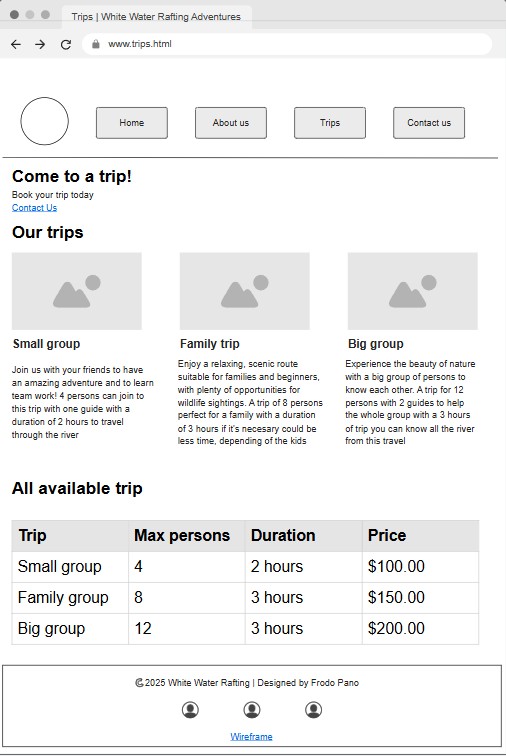 Trips | White Water Rafting Adventures
www.trips.html
Home
About us
Trips
Contact us
Come to a trip!
Book your trip today
Contact Us
Our trips
Small group
Join us with your friends to have
an amazing adventure and to learn
team work! 4 persons can join to
this trip with one guide with a
duration of 2 hours to travel
through the river
Family trip
Enjoy a relaxing, scenic route
suitable for families and beginners,
with plenty of opportunities for
wildlife sightings. A trip of 8 persons
perfect for a family with a duration
of 3 hours if it's necesary could be
less time, depending of the kids
Big group
Experience the beauty of nature
with a big group of persons to
know each other. A trip for 12
persons with 2 guides to help
the whole group with a 3 hours
of trip you can know all the river
from this travel
All available trip
Trip Max persons Duration Price
Small group 4 2 hours $100.00
Family group 8 3 hours $150.00
Big group 12 3 hours $200.00
©2025 White Water Rafting | Designed by Frodo Pano
Wireframe